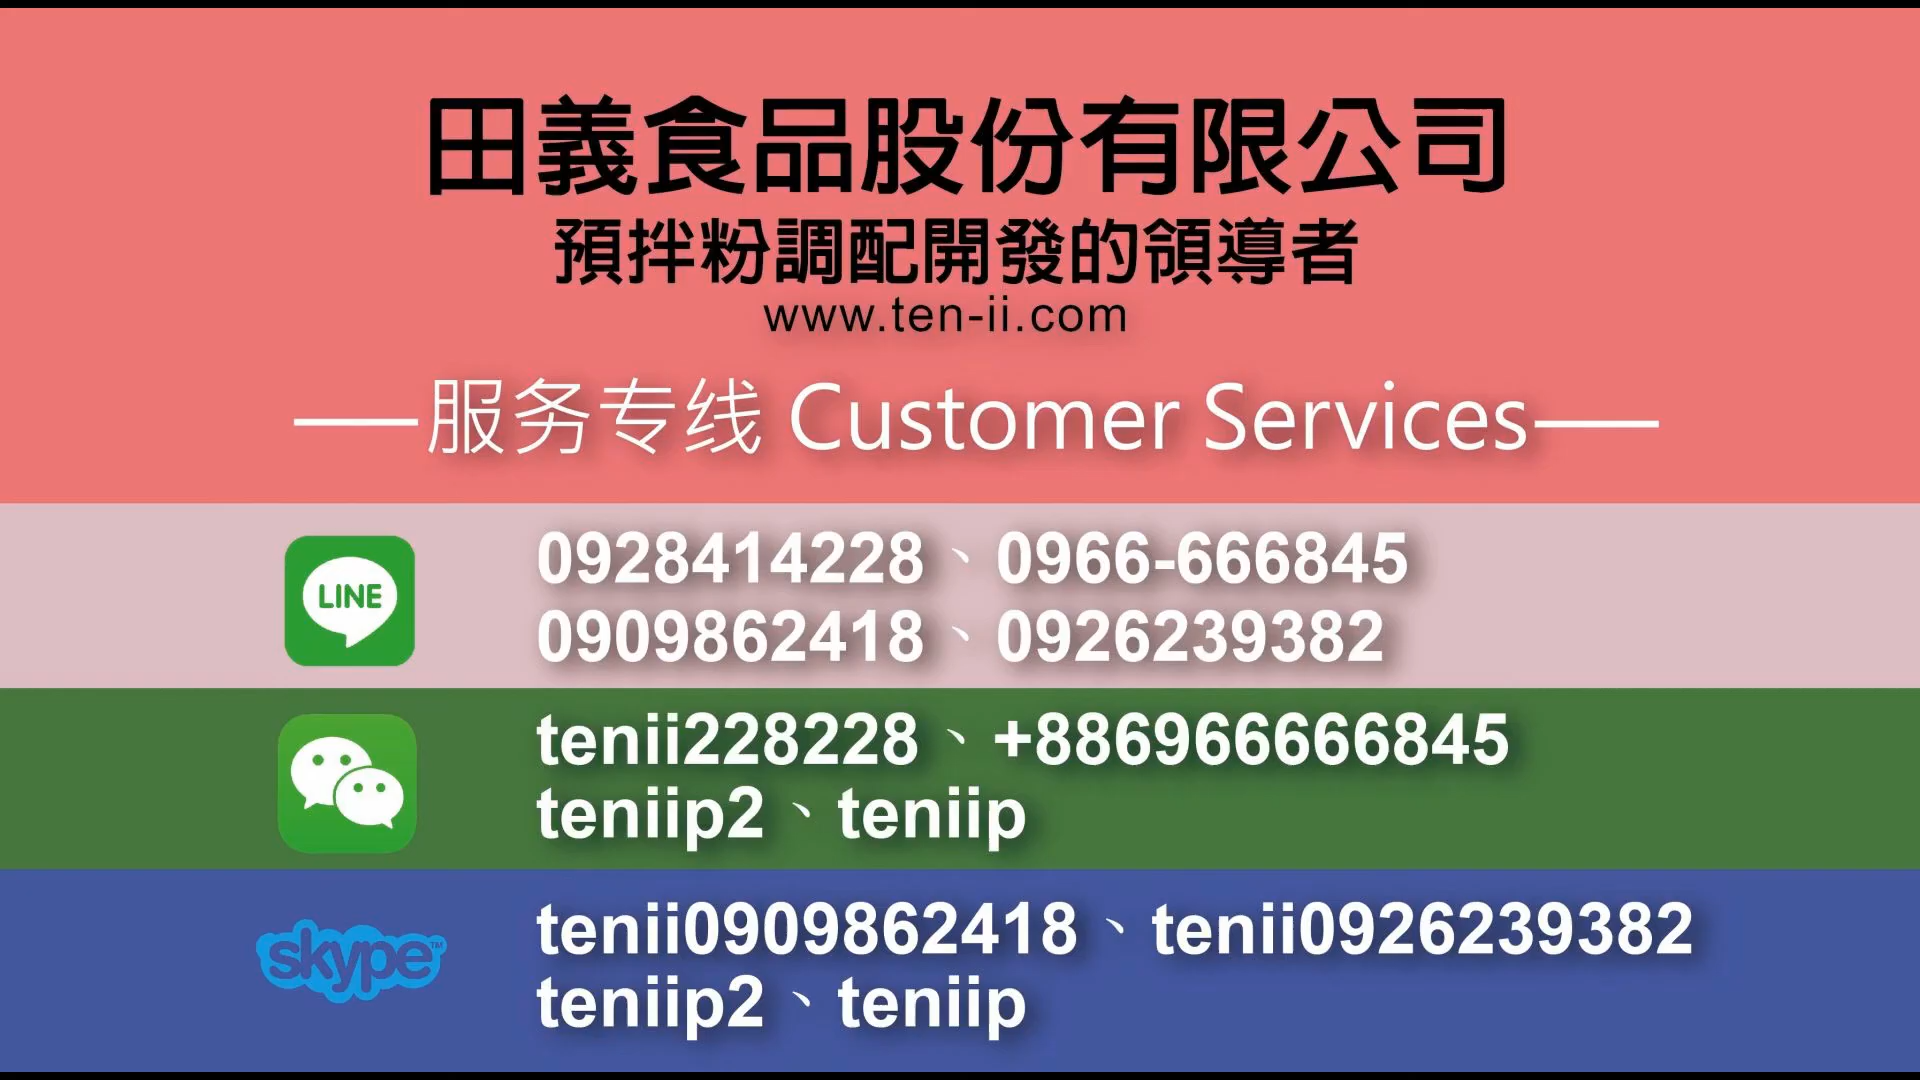 田義食品股份有限公司
預拌粉調配開發的領導者
www.ten-ii.com
服务专线 Customer Services
LINE
0928414228、0966-666845
0909862418、0926239382
tenii228228、+886966666845
teniip2、teniip
skype™
tenii0909862418、tenii0926239382
teniip2、teniip